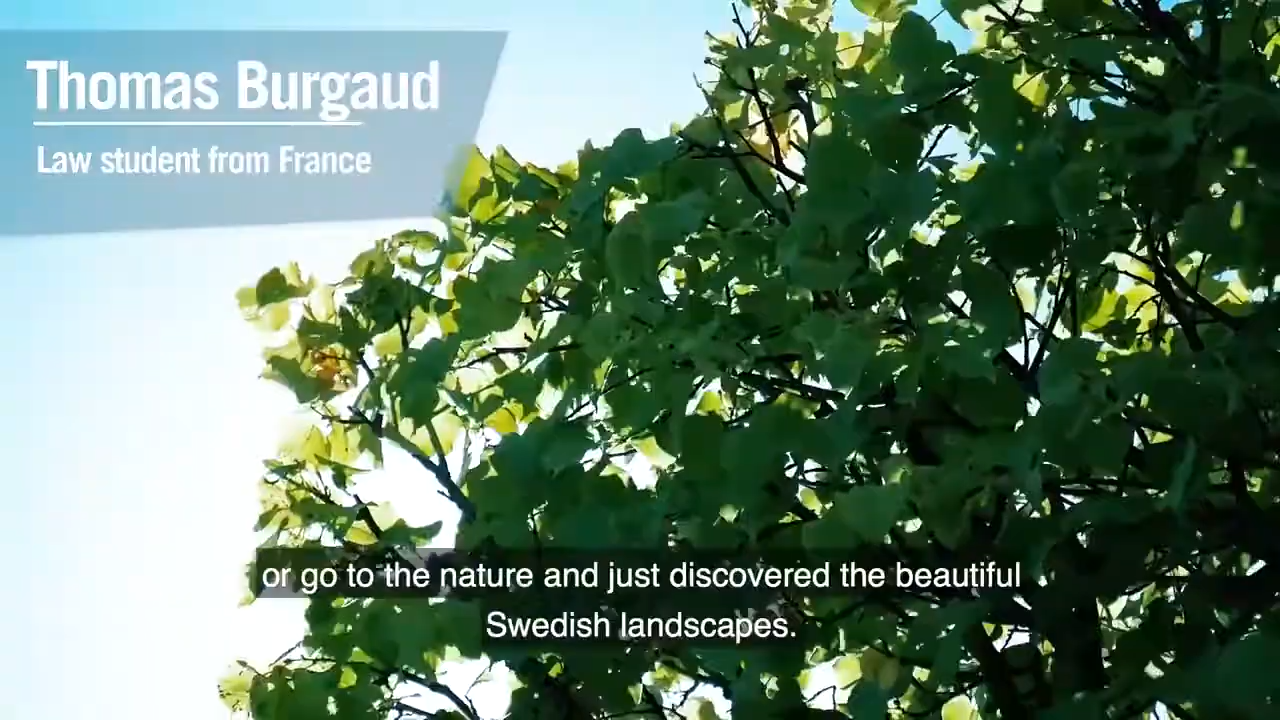 Thomas Burgaud
Law student from France
or go to the nature and just discovered the beautiful
Swedish landscapes.